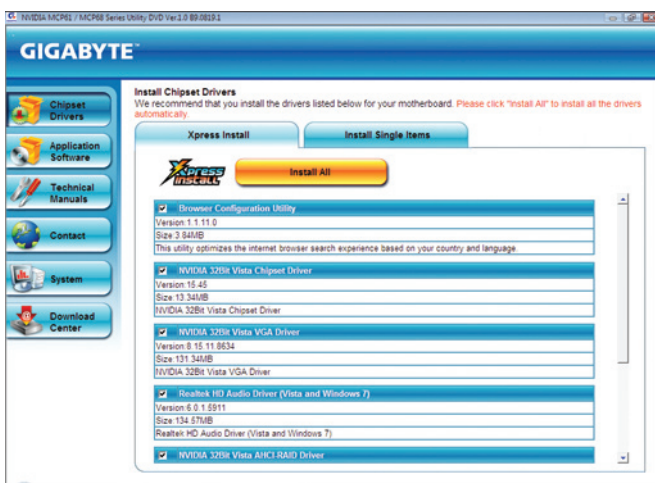 NVIDIA MCP61 / MCP68 Series Utility DVD Ver.1.0 B9.0819.1
GIGABYTE™
Chipset
Drivers
Application
Software
Technical
Manuals
Contact
System
Download
Center
Install Chipset Drivers
We recommend that you install the drivers listed below for your motherboard. Please click "Install All" to install all the drivers
automatically.
Xpress Install
Install Single Items
Xpress
INSTALL
Install All
Browser Configuration Utility
Version:1.1.11.0
Size:3.84MB
This utility optimizes the internet browser search experience based on your country and language.
NVIDIA 32Bit Vista Chipset Driver
Version:15.45
Size:13.34MB
NVIDIA 32Bit Vista Chipset Driver
NVIDIA 32Bit Vista VGA Driver
Version:8.15.11.8634
Size:131.34MB
NVIDIA 32Bit Vista VGA Driver
Realtek HD Audio Driver (Vista and Windows 7)
Version:6.0.1.5911
Size:134.57MB
Realtek HD Audio Driver (Vista and Windows 7)
NVIDIA 32Bit Vista AHCI-RAID Driver